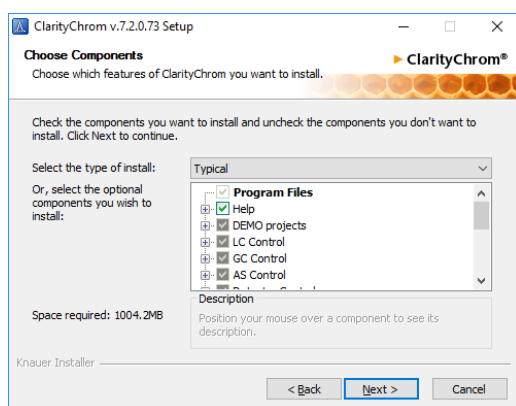 ClarityChrom v.7.2.0.73 Setup
Choose Components
Choose which features of ClarityChrom you want to install.
ClarityChrom®
Check the components you want to install and uncheck the components you don't want to
install. Click Next to continue.
Select the type of install:
Typical
Or, select the optional
components you wish to
install:
Program Files
Help
DEMO projects
LC Control
GC Control
AS Control
Space required: 1004.2MB
Description
Position your mouse over a component to see its
description.
Knauer Installer
< Back
Next >
Cancel